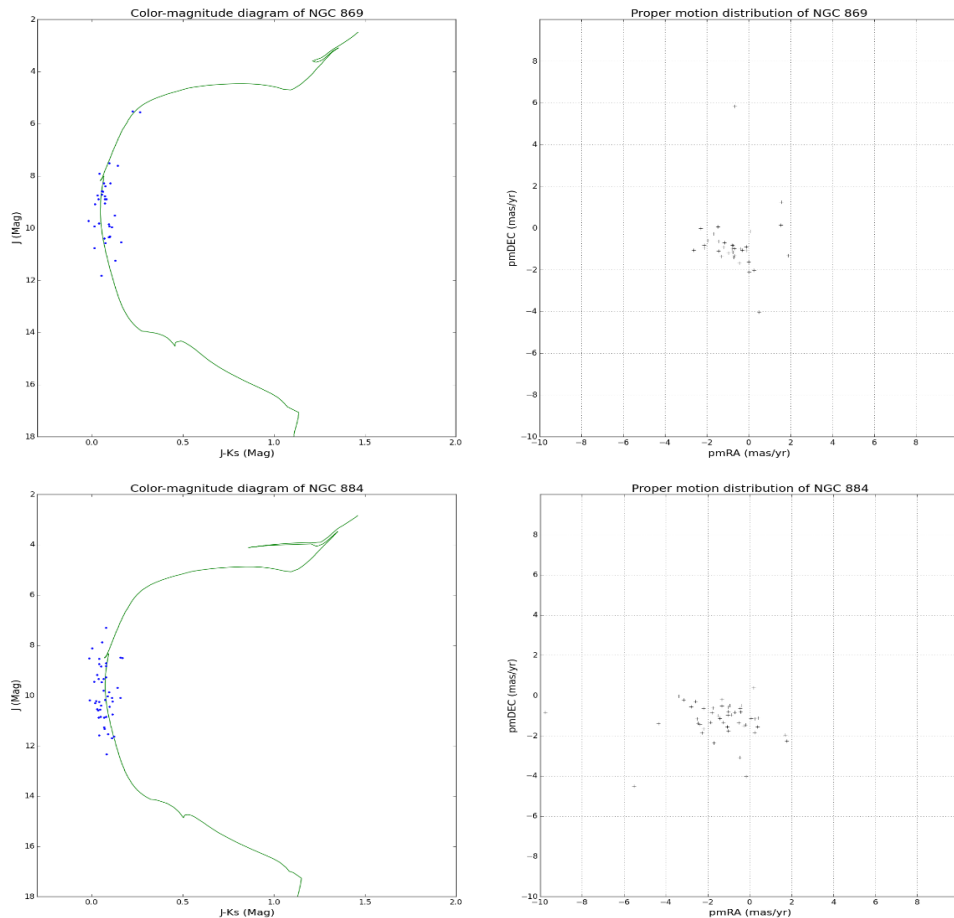 Color-magnitude diagram of NGC 869
2
4
6
8
10
12
14
16
18
J (Mag)
0.0 0.5 1.0 1.5 2.0
J-Ks (Mag)
Proper motion distribution of NGC 869
8
6
4
2
0
−2
−4
−6
−8
−10
pmDEC (mas/yr)
−10 −8 −6 −4 −2 0 2 4 6 8
pmRA (mas/yr)
Color-magnitude diagram of NGC 884
2
4
6
8
10
12
14
16
18
J (Mag)
0.0 0.5 1.0 1.5 2.0
J-Ks (Mag)
Proper motion distribution of NGC 884
8
6
4
2
0
−2
−4
−6
−8
−10
pmDEC (mas/yr)
−10 −8 −6 −4 −2 0 2 4 6 8
pmRA (mas/yr)